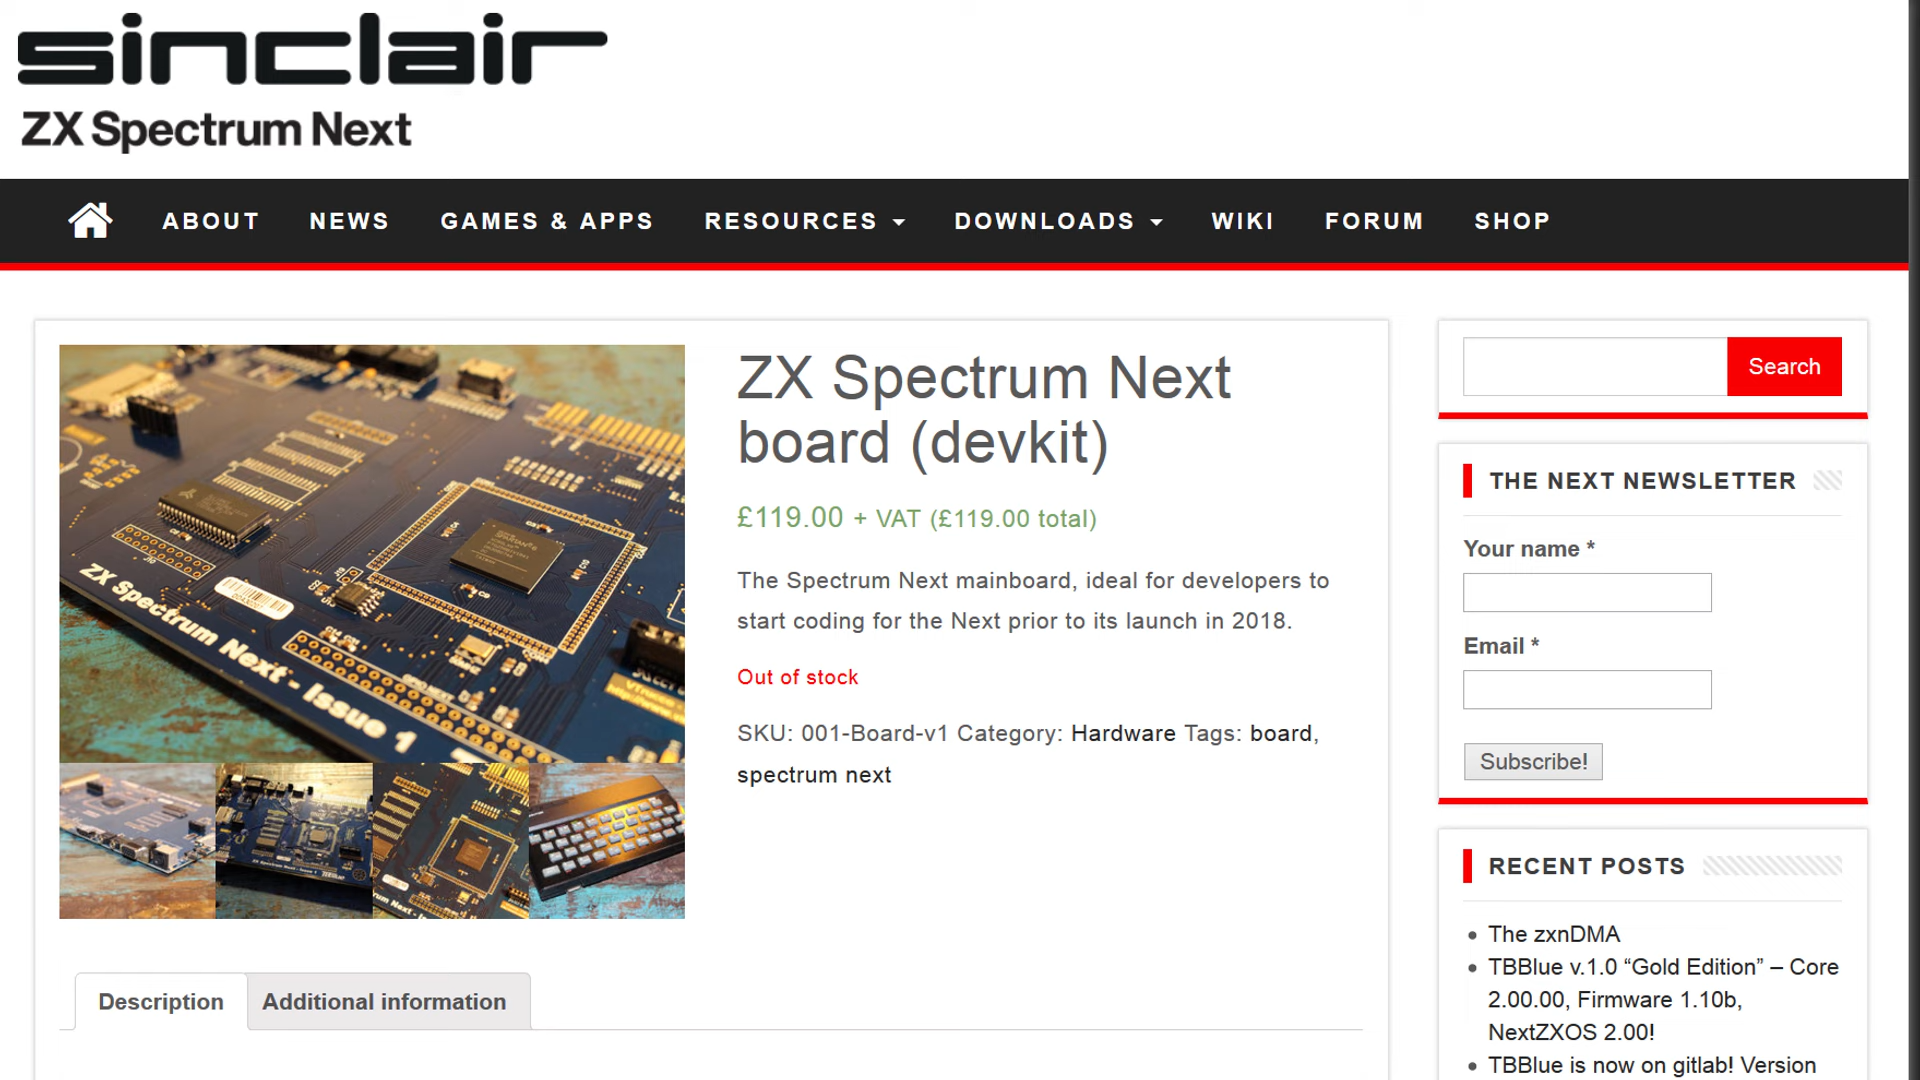 sinclair
ZX Spectrum Next
ABOUT NEWS GAMES & APPS RESOURCES DOWNLOADS WIKI FORUM SHOP
ZX Spectrum Next - Issue 1
SPARTAN-6
ZX Spectrum Next
board (devkit)
£119.00 + VAT (£119.00 total)
The Spectrum Next mainboard, ideal for developers to
start coding for the Next prior to its launch in 2018.
Out of stock
SKU: 001-Board-v1 Category: Hardware Tags: board,
spectrum next
Description
Additional information
Search
THE NEXT NEWSLETTER
Your name *
Email *
Subscribe!
RECENT POSTS
The zxnDMA
TBBlue v.1.0 “Gold Edition” – Core
2.00.00, Firmware 1.10b,
NextZXOS 2.00!
TBBlue is now on gitlab! Version